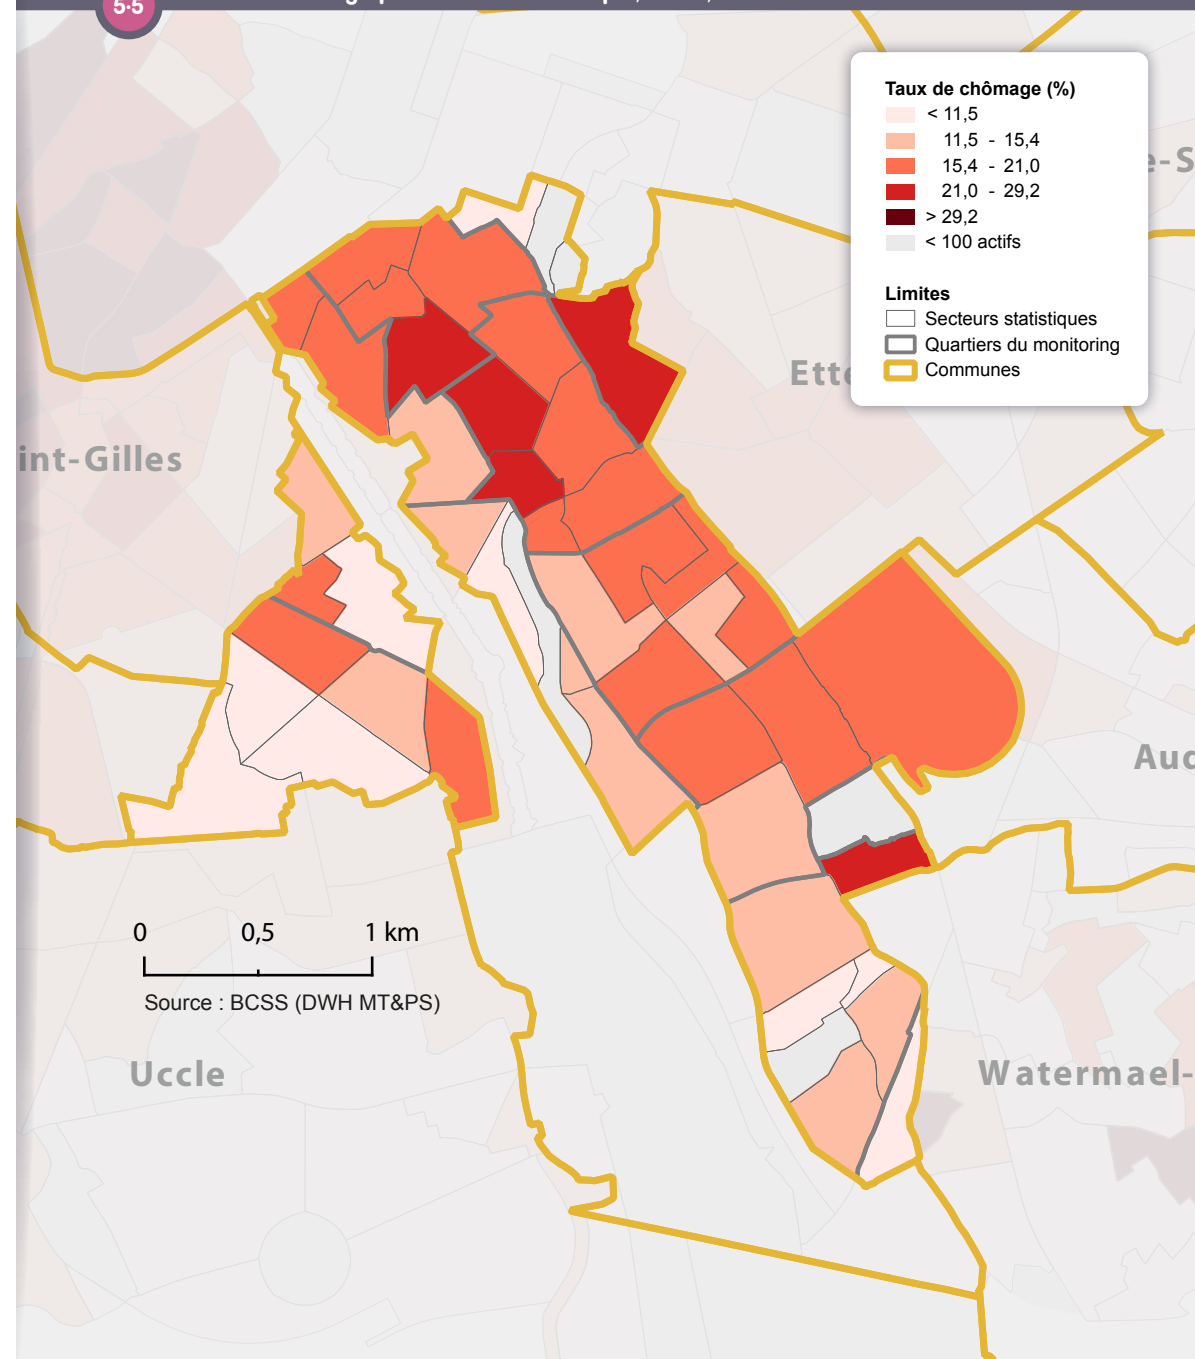 5·5
Taux de chômage (%)
< 11,5
11,5 - 15,4
15,4 - 21,0
21,0 - 29,2
> 29,2
< 100 actifs
Limites
Secteurs statistiques
Quartiers du monitoring
Communes
e-S
Ette
int-Gilles
Aud
0 0,5 1 km
Source : BCSS (DWH MT&PS)
Uccle
Watermael-